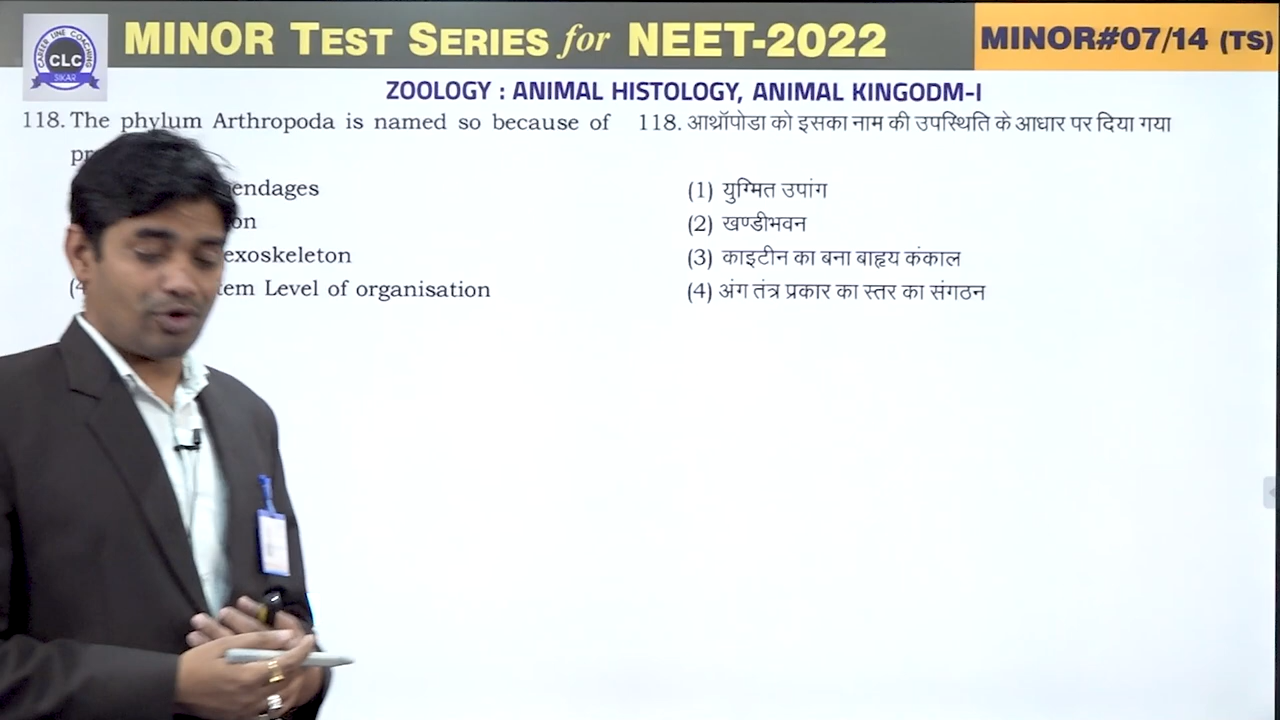 CAREER LINE COACHING
CLC
SIKAR
MINOR TEST SERIES for NEET-2022
MINOR#07/14 (TS)
ZOOLOGY : ANIMAL HISTOLOGY, ANIMAL KINGODM-I
118. The phylum Arthropoda is named so because of
endages
on
exoskeleton
tem Level of organisation
118. आर्थ्रोपोडा को इसका नाम की उपस्थिति के आधार पर दिया गया
(1) युग्मित उपांग
(2) खण्डीभवन
(3) काइटीन का बना बाह्य कंकाल
(4) अंग तंत्र प्रकार का स्तर का संगठन